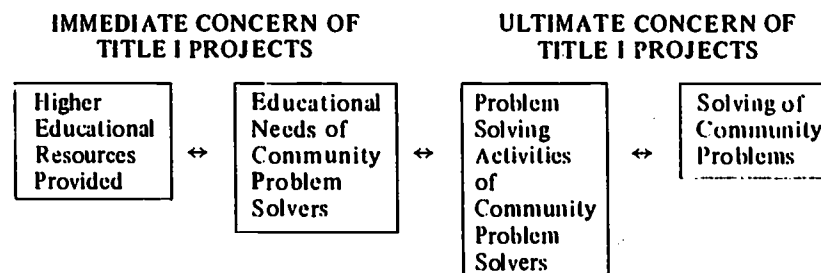 IMMEDIATE CONCERN OF
TITLE I PROJECTS
ULTIMATE CONCERN OF
TITLE I PROJECTS
Higher
Educational
Resources
Provided
↔
Educational
Needs of
Community
Problem
Solvers
↔
Problem
Solving
Activities
of
Community
Problem
Solvers
↔
Solving of
Community
Problems